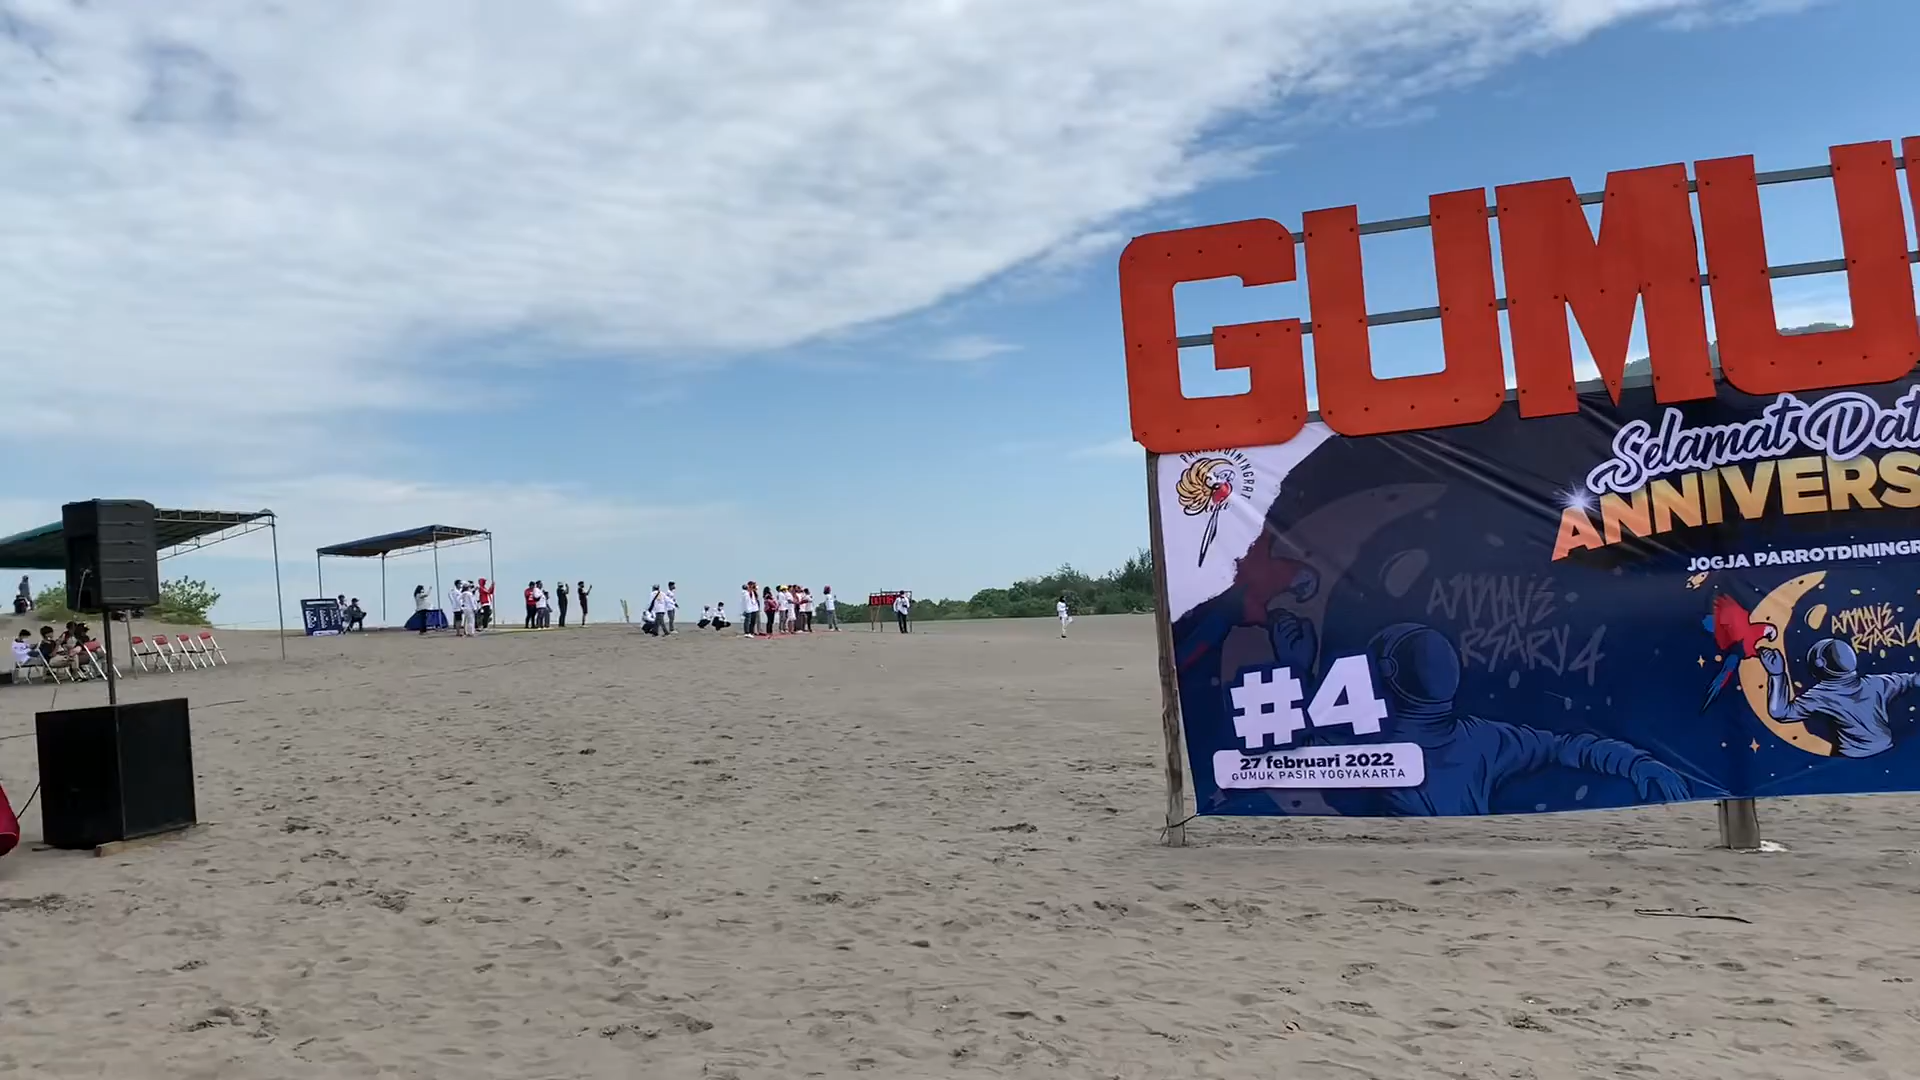 GUMU
PARROTDININGRAT
Selamat Dat
ANNIVERS
JOGJA PARROTDININGR
ANNIVE
RSARY 4
ANNIVE
RSARY 4
#4
27 februari 2022
GUMUK PASIR YOGYAKARTA